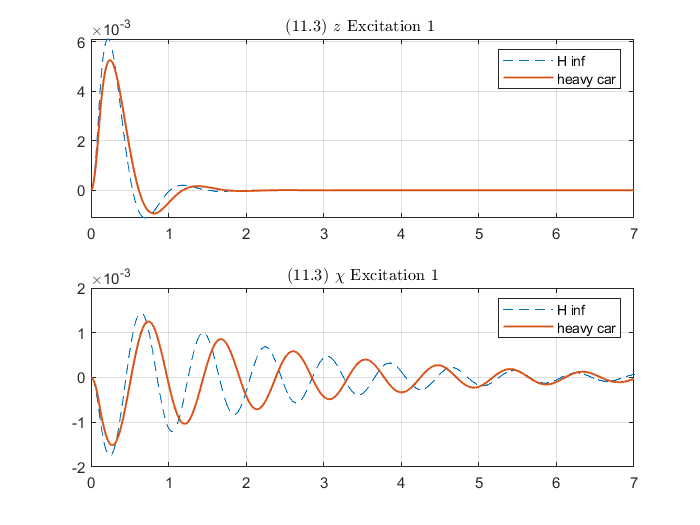 (11.3) z Excitation 1
×10-3
6
4
2
0
H inf
heavy car
0 1 2 3 4 5 6 7
(11.3) χ Excitation 1
×10-3
2
1
0
-1
-2
H inf
heavy car
0 1 2 3 4 5 6 7